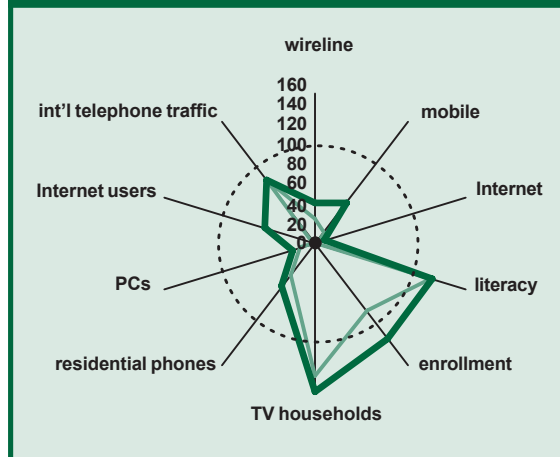 wireline
160
140
120
100
80
60
40
20
0
int'l telephone traffic
mobile
Internet users
Internet
PCs
literacy
residential phones
enrollment
TV households